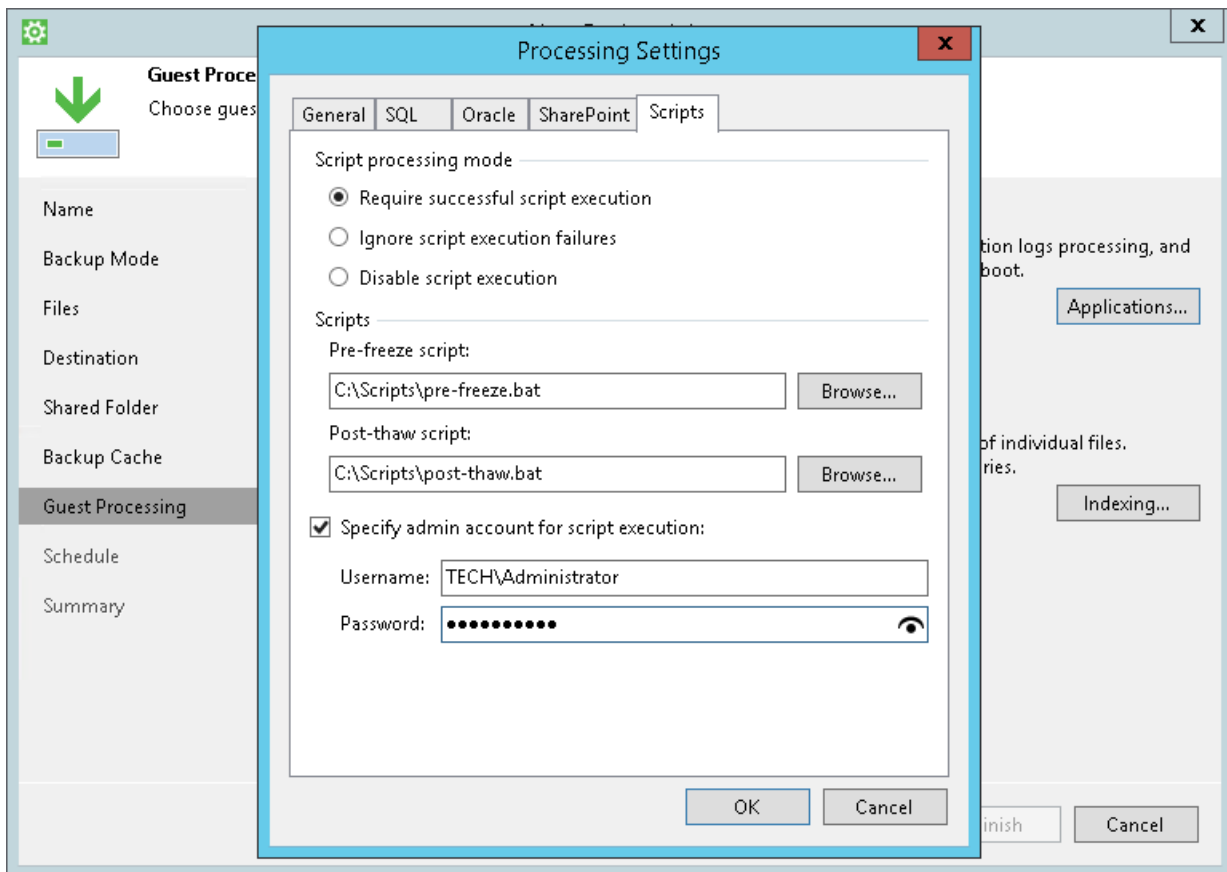 x
Processing Settings
x
Guest Proce
Choose gues
General SQL Oracle SharePoint Scripts
Script processing mode
Require successful script execution
Ignore script execution failures
Disable script execution
Name
Backup Mode
Files
Destination
Shared Folder
Backup Cache
Guest Processing
Schedule
Summary
Scripts
Pre-freeze script:
C:\Scripts\pre-freeze.bat Browse...
Post-thaw script:
C:\Scripts\post-thaw.bat Browse...
Specify admin account for script execution:
Username: TECH\Administrator
Password: ●●●●●●●●●●
OK Cancel
tion logs processing, and
boot.
Applications...
of individual files.
ries.
Indexing...
inish Cancel